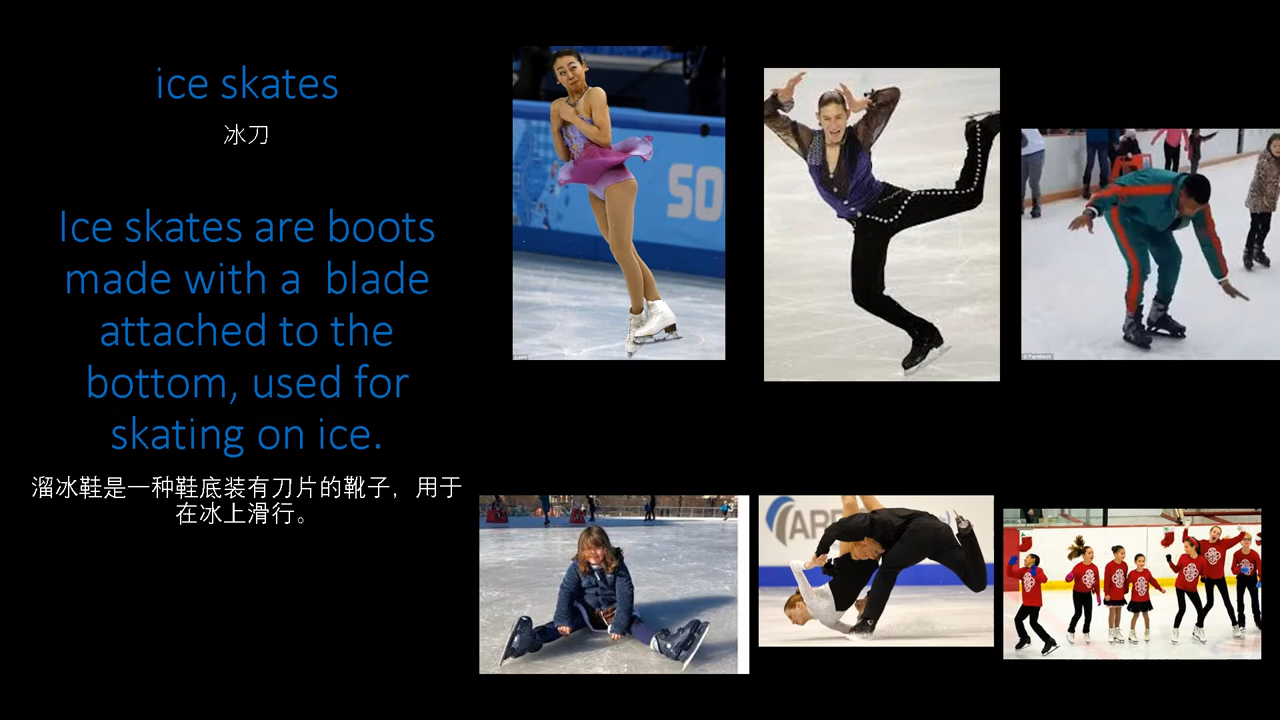 ice skates
冰刀
Ice skates are boots
made with a  blade
attached to the
bottom, used for
skating on ice.
溜冰鞋是一种鞋底装有刀片的靴子，用于
在冰上滑行。
SO